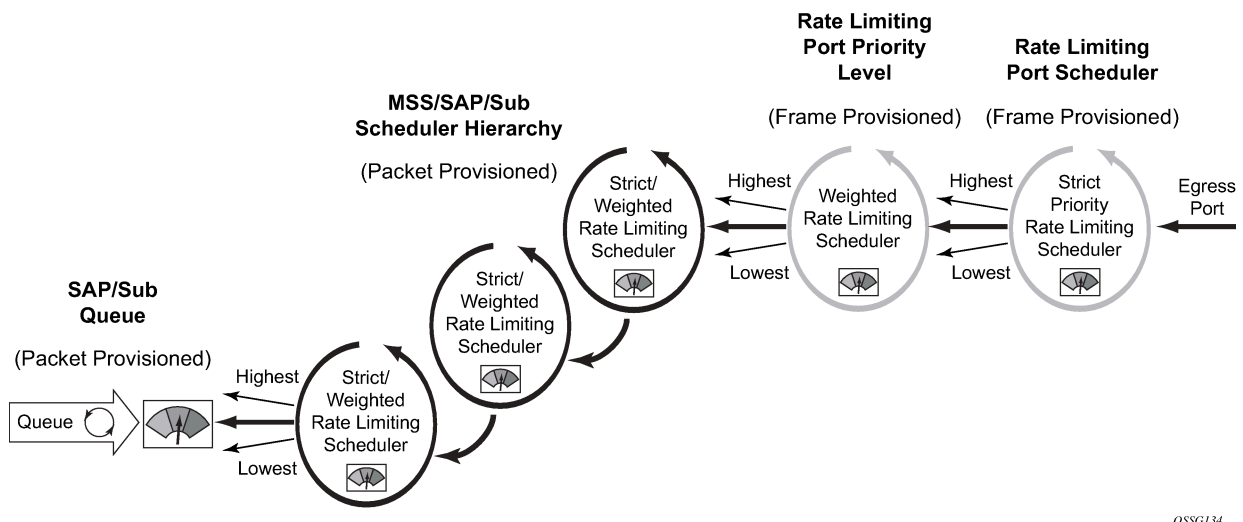 Rate Limiting
Port Priority
Level
(Frame Provisioned)
Rate Limiting
Port Scheduler
(Frame Provisioned)
MSS/SAP/Sub
Scheduler Hierarchy
(Packet Provisioned)
Strict/
Weighted
Rate Limiting
Scheduler
Highest
Lowest
Weighted
Rate Limiting
Scheduler
Highest
Lowest
Strict
Priority
Rate Limiting
Scheduler
Egress
Port
Strict/
Weighted
Rate Limiting
Scheduler
SAP/Sub
Queue
(Packet Provisioned)
Queue
Highest
Lowest
Strict/
Weighted
Rate Limiting
Scheduler
OSSG134